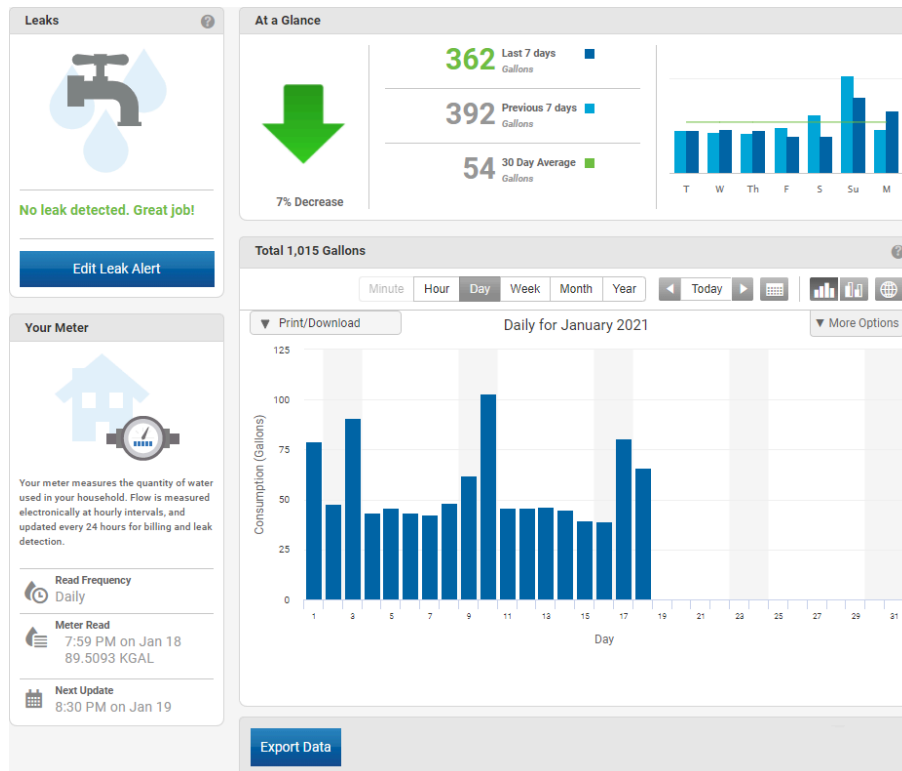 Leaks
?
No leak detected. Great job!
Edit Leak Alert
Your Meter
Your meter measures the quantity of water
used in your household. Flow is measured
electronically at hourly intervals, and
updated every 24 hours for billing and leak
detection.
Read Frequency
Daily
Meter Read
7:59 PM on Jan 18
89.5093 KGAL
Next Update
8:30 PM on Jan 19
At a Glance
7% Decrease
362 Last 7 days
Gallons
392 Previous 7 days
Gallons
54 30 Day Average
Gallons
T W Th F S Su M
Total 1,015 Gallons
?
Minute Hour Day Week Month Year Today
Print/Download
Daily for January 2021
More Options
Consumption (Gallons)
125
100
75
50
25
0
1 3 5 7 9 11 13 15 17 19 21 23 25 27 29 31
Day
Export Data